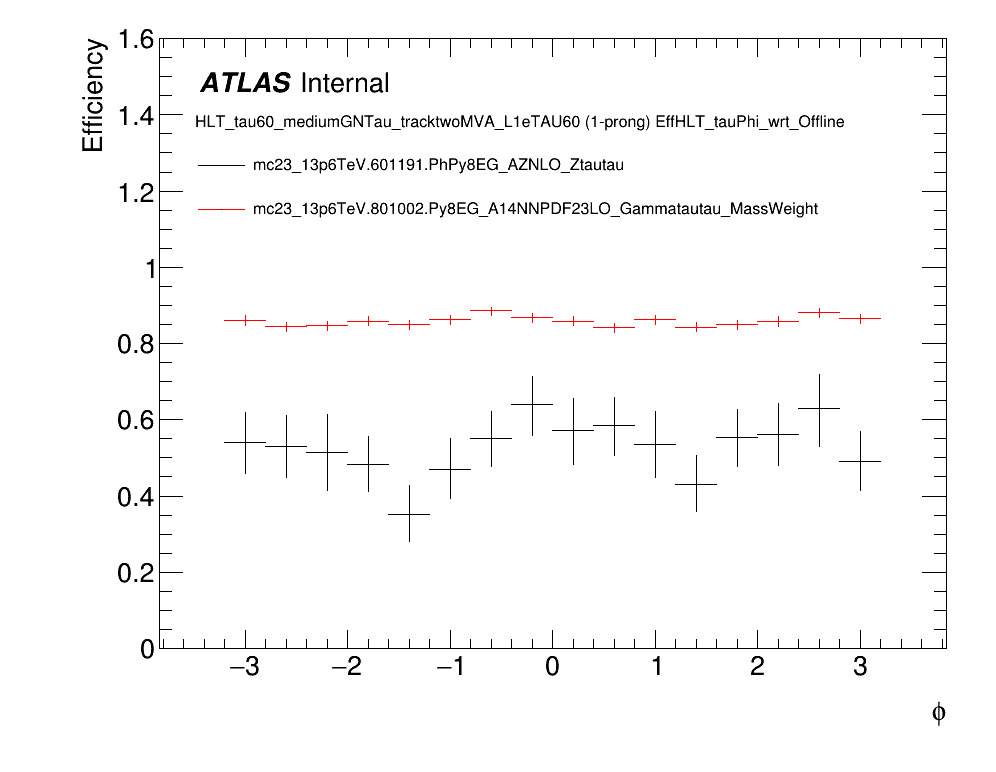 Efficiency
1.6
1.4
1.2
1
0.8
0.6
0.4
0.2
0
ATLAS Internal
HLT_tau60_mediumGNTau_tracktwoMVA_L1eTAU60 (1-prong) EffHLT_tauPhi_wrt_Offline
mc23_13p6TeV.601191.PhPy8EG_AZNLO_Ztautau
mc23_13p6TeV.801002.Py8EG_A14NNPDF23LO_Gammatautau_MassWeight
−3 −2 −1 0 1 2 3
ϕ